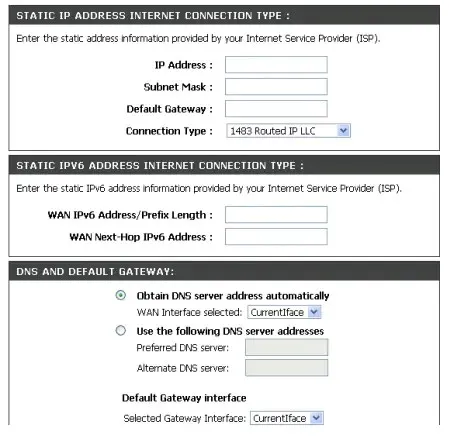 STATIC IP ADDRESS INTERNET CONNECTION TYPE :
Enter the static address information provided by your Internet Service Provider (ISP).
IP Address :
Subnet Mask :
Default Gateway :
Connection Type : 1483 Routed IP LLC
STATIC IPV6 ADDRESS INTERNET CONNECTION TYPE :
Enter the static IPv6 address information provided by your Internet Service Provider (ISP).
WAN IPv6 Address/Prefix Length :
WAN Next-Hop IPv6 Address :
DNS AND DEFAULT GATEWAY:
Obtain DNS server address automatically
WAN Interface selected: CurrentIface
Use the following DNS server addresses
Preferred DNS server:
Alternate DNS server:
Default Gateway interface
Selected Gateway Interface: CurrentIface